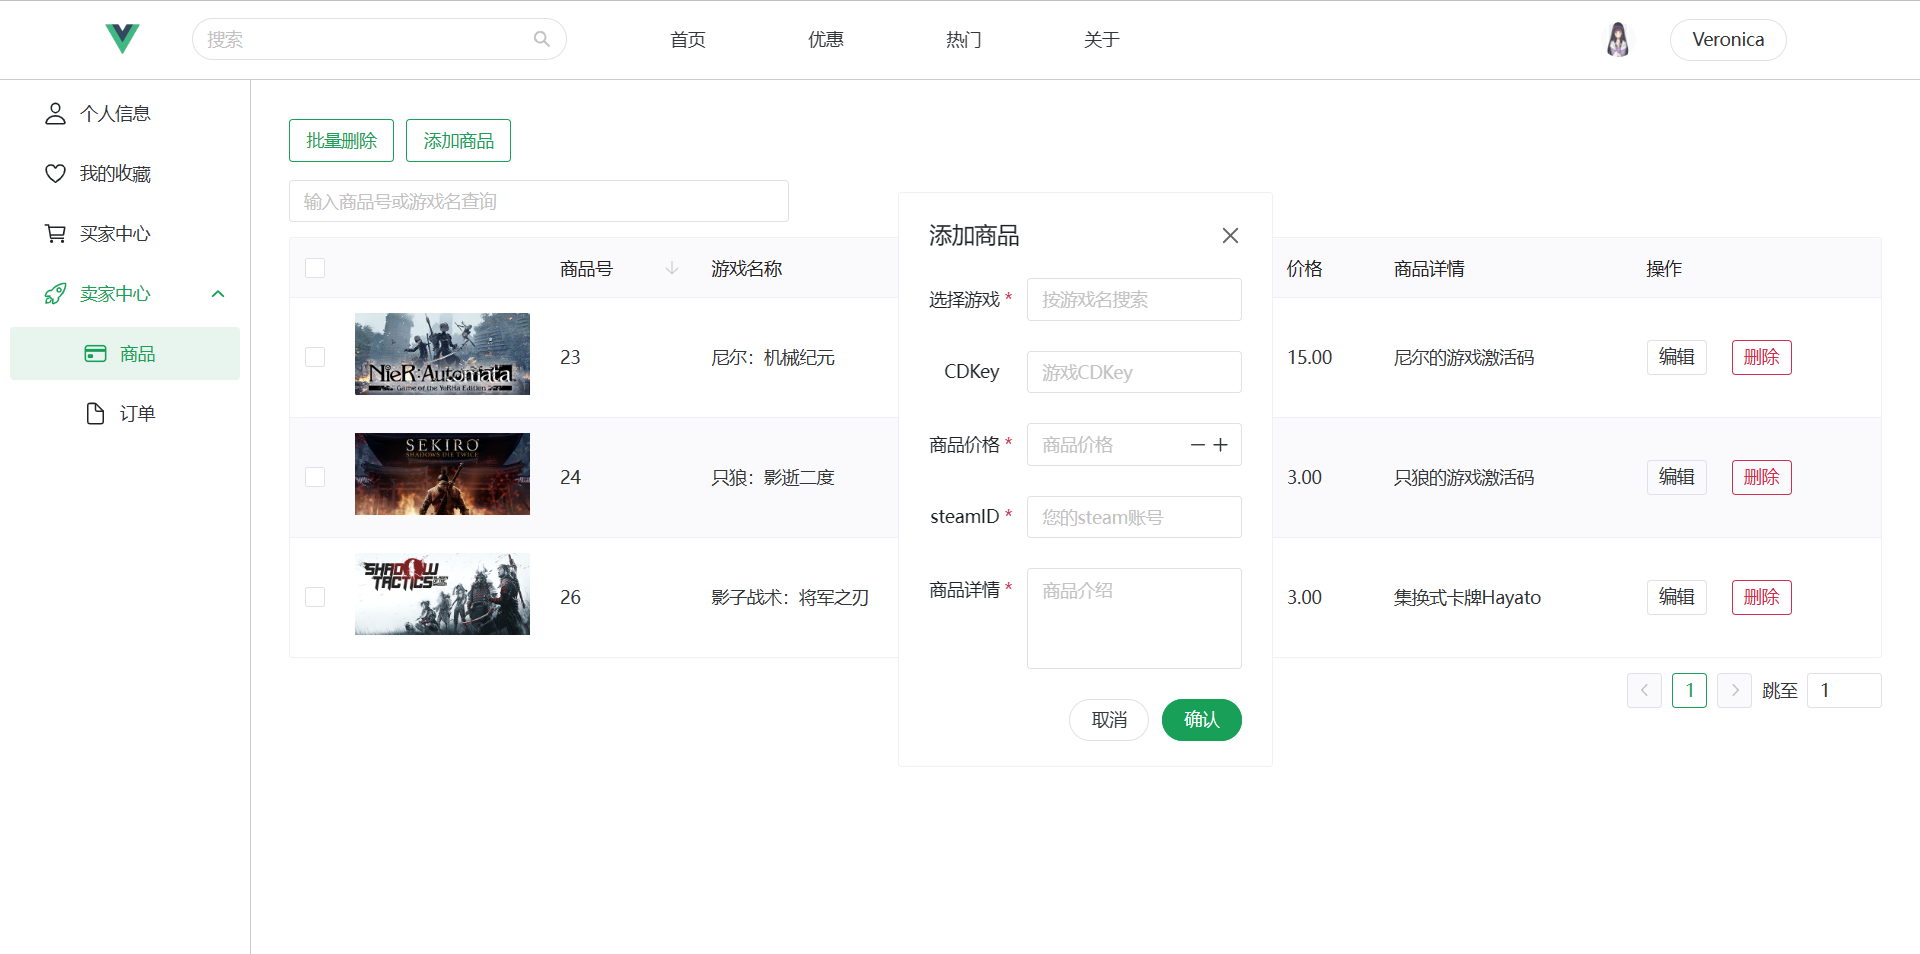 搜索
首页
优惠
热门
关于
Veronica
个人信息
我的收藏
买家中心
卖家中心
商品
订单
批量删除
添加商品
输入商品号或游戏名查询
商品号
游戏名称
价格
商品详情
操作
NieR:Automata
Game of the YoRHa Edition
23
尼尔：机械纪元
15.00
尼尔的游戏激活码
编辑
删除
SEKIRO
SHADOWS DIE TWICE
24
只狼：影逝二度
3.00
只狼的游戏激活码
编辑
删除
SHADOW
TACTICS
BLADES OF THE SHOGUN
26
影子战术：将军之刃
3.00
集换式卡牌Hayato
编辑
删除
1
跳至
1
添加商品
选择游戏 *
按游戏名搜索
CDKey
游戏CDKey
商品价格 *
商品价格
steamID *
您的steam账号
商品详情 *
商品介绍
取消
确认